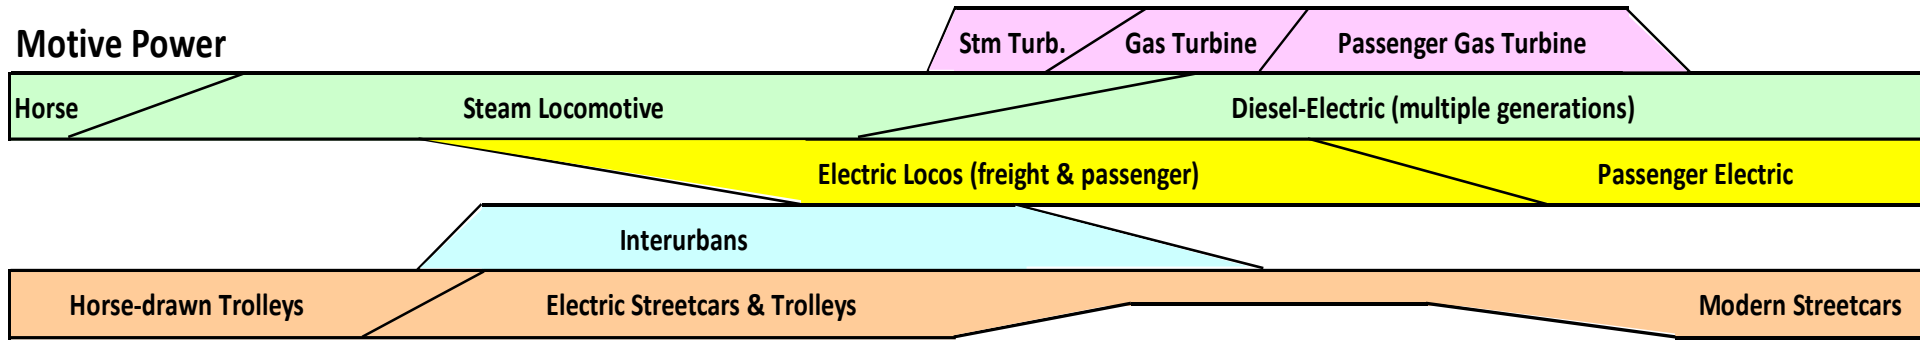 Motive Power
Stm Turb.
Gas Turbine
Passenger Gas Turbine
Horse
Steam Locomotive
Diesel-Electric (multiple generations)
Electric Locos (freight & passenger)
Passenger Electric
Interurbans
Horse-drawn Trolleys
Electric Streetcars & Trolleys
Modern Streetcars